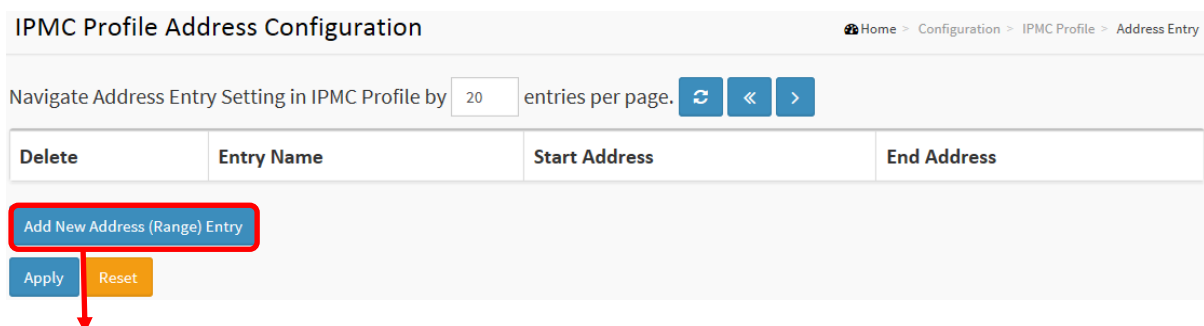 IPMC Profile Address Configuration
Home > Configuration > IPMC Profile > Address Entry
Navigate Address Entry Setting in IPMC Profile by 20 entries per page.
Delete Entry Name Start Address End Address
Add New Address (Range) Entry
Apply Reset